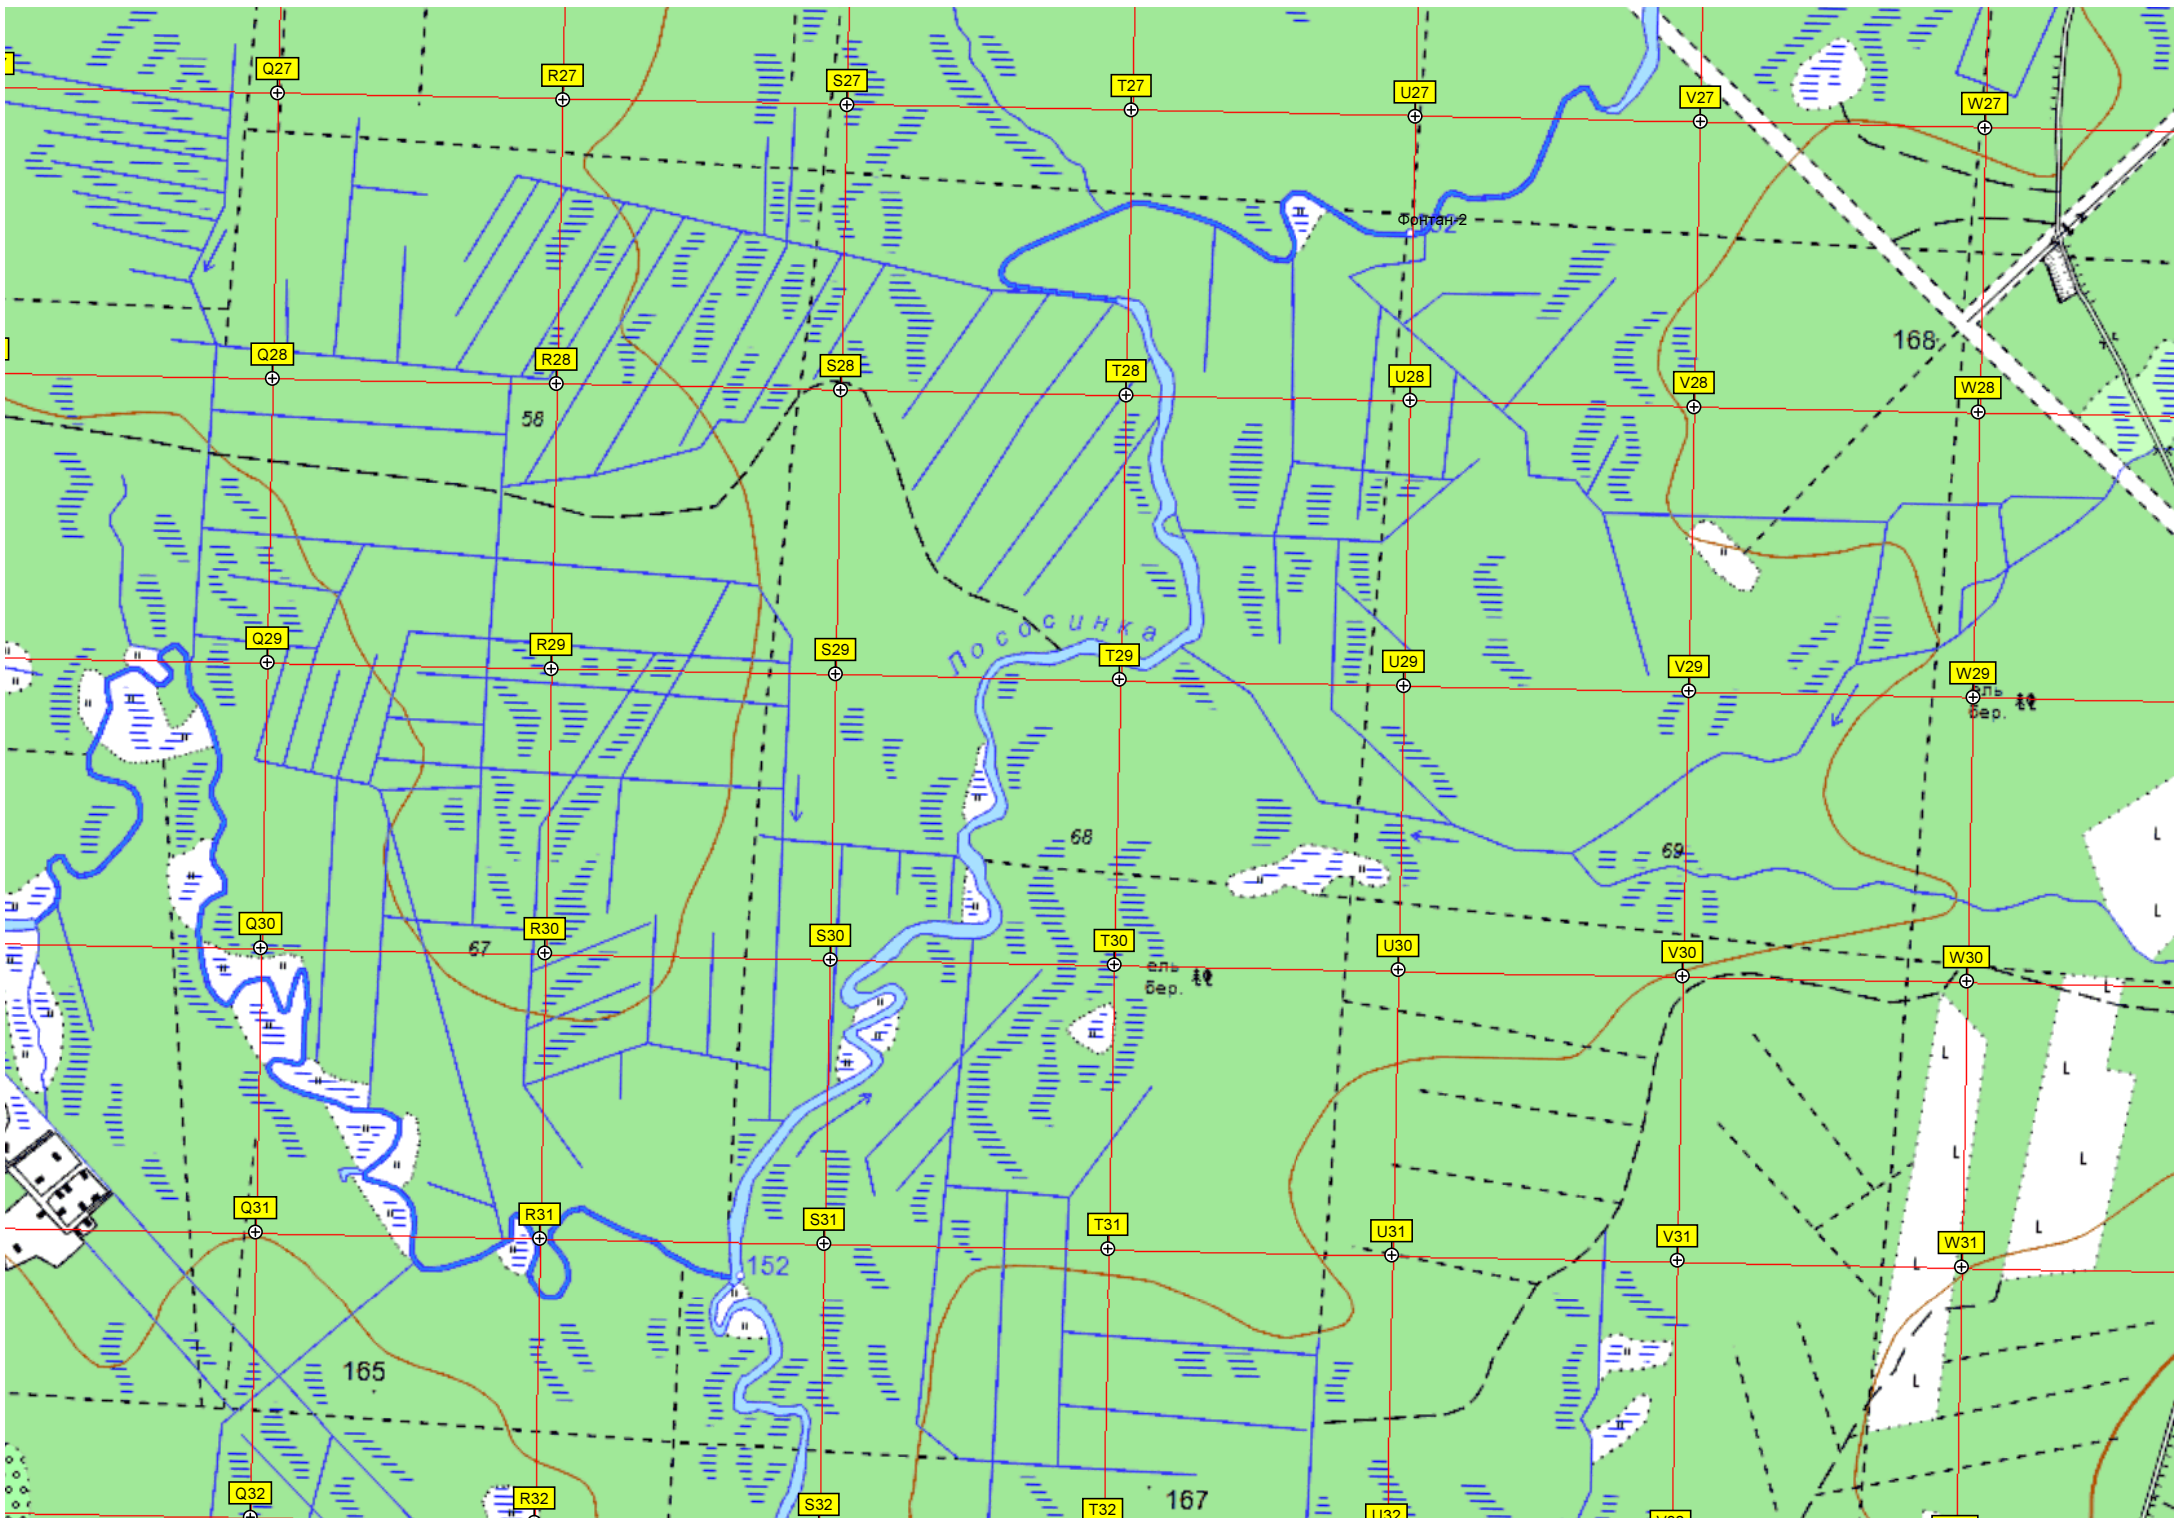 Q27
R27
S27
T27
U27
V27
W27
Фонтан-2
168
Q28
R28
S28
T28
U28
V28
W28
58
Лососинка
Q29
R29
S29
T29
U29
V29
W29
бер.
68
69
Q30
R30
S30
T30
U30
V30
W30
67
ель
бер.
L
L
L
L
L
L
L
L
L
L
Q31
R31
S31
T31
U31
V31
W31
152
165
167
Q32
R32
S32
T32
U32